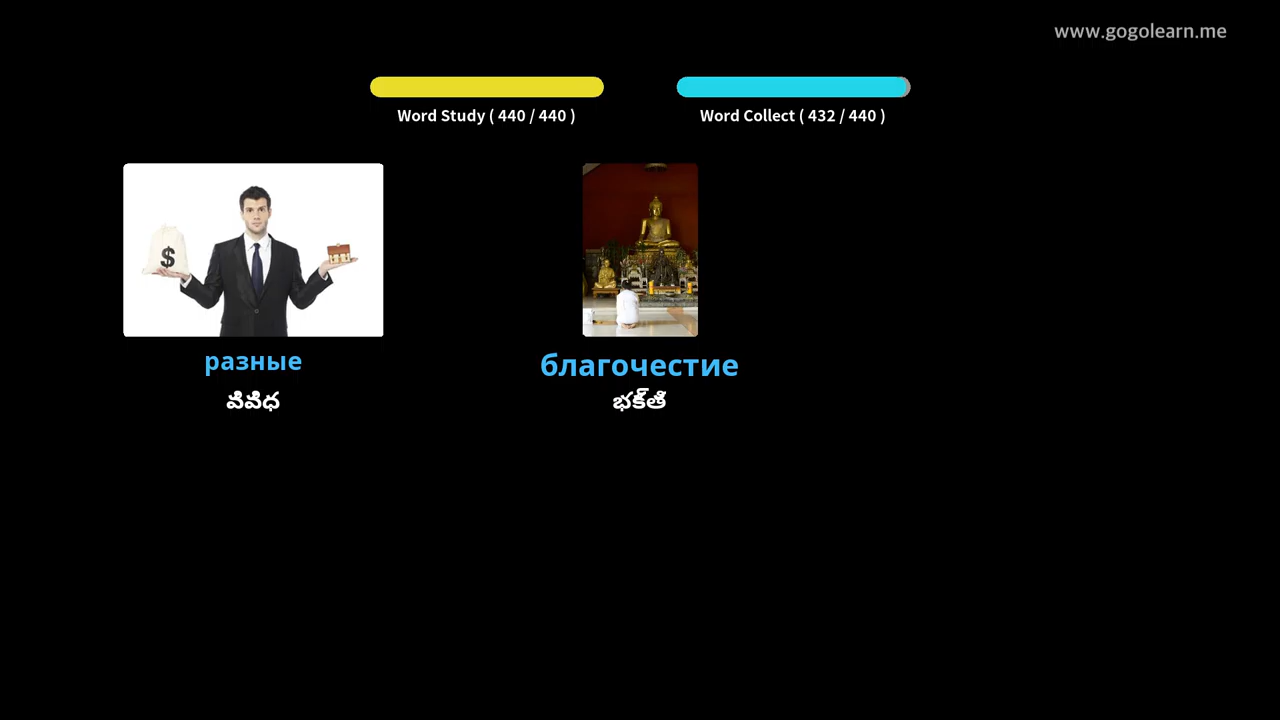 www.gogolearn.me
Word Study ( 440 / 440 )
Word Collect ( 432 / 440 )
$
разные
благочестие
వివిధ
భక్తి